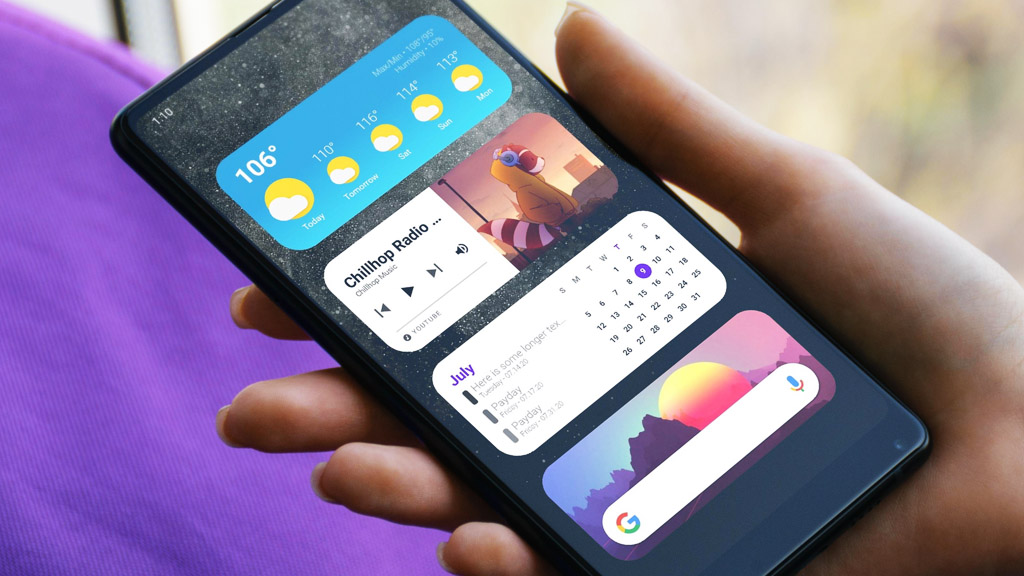 1:10
106°
Max/Min • 108°/95°
Humidity • 10%
110°
116°
114°
113°
Today
Tomorrow
Sat
Sun
Mon
Chillhop Radio ...
Chillhop Music
YOUTUBE
July
Here is some longer tex...
Tuesday • 07.14.20
Payday
Friday • 07.17.20
Payday
Friday • 07.31.20
S M T W T F S
1 2 3 4
5 6 7 8 9 10 11
12 13 14 15 16 17 18
19 20 21 22 23 24 25
26 27 28 29 30 31
G